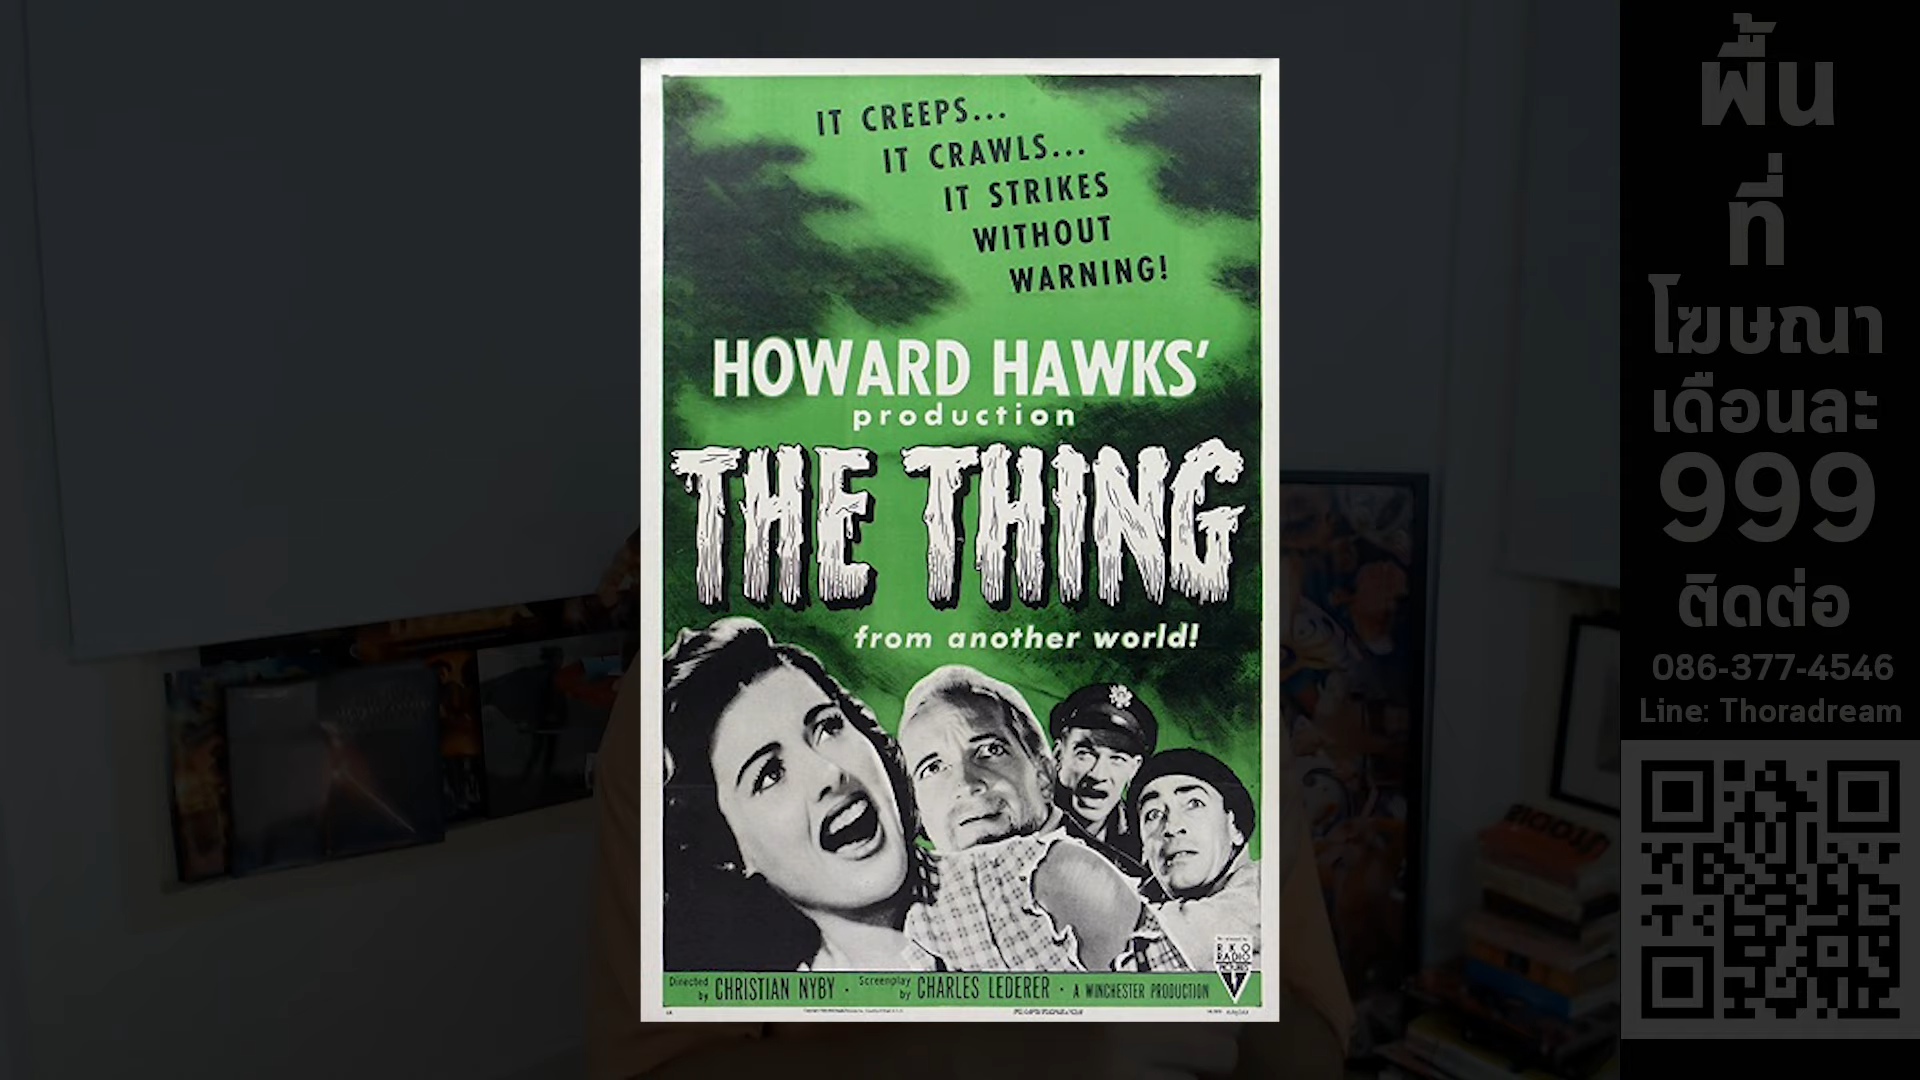 IT CREEPS...
IT CRAWLS...
IT STRIKES
WITHOUT
WARNING!
HOWARD HAWKS'
production
THE THING
from another world!
RKO
RADIO
PICTURES
Directed by CHRISTIAN NYBY · Screenplay by CHARLES LEDERER · A WINCHESTER PRODUCTION
พื้น
ที่
โฆษณา
เดือนละ
999
ติดต่อ
086-377-4546
Line: Thoradream